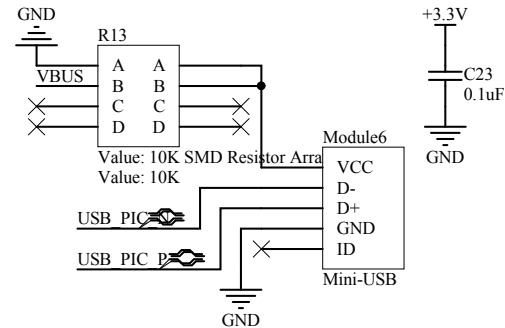 GND
+3.3V
R13
A A
VBUS
B B
C C
D D
C23
0.1uF
GND
Value: 10K SMD Resistor Arra
Value: 10K
Module6
VCC
D-
D+
GND
ID
Mini-USB
USB_PIC_
USB_PIC_P
GND